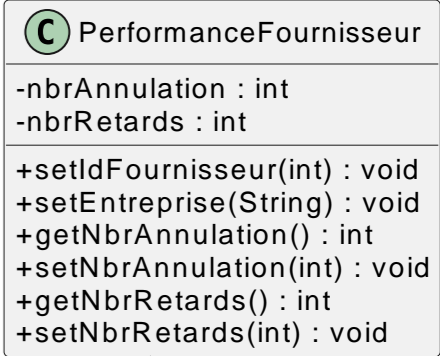 C PerformanceFournisseur
-nbrAnnulation : int
-nbrRetards : int
+setIdFournisseur(int) : void
+setEntreprise(String) : void
+getNbrAnnulation() : int
+setNbrAnnulation(int) : void
+getNbrRetards() : int
+setNbrRetards(int) : void